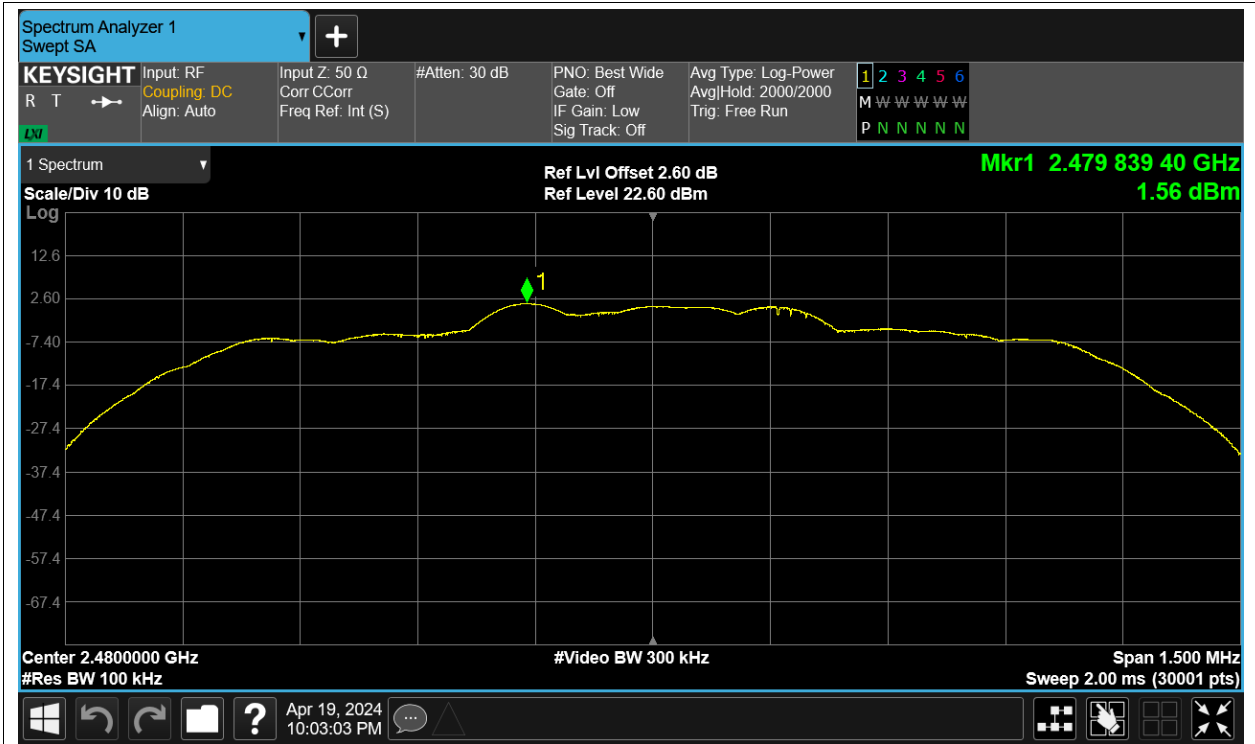 Spectrum Analyzer 1
Swept SA
+
KEYSIGHT
R T
LXI
Input: RF
Coupling: DC
Align: Auto
Input Z: 50 Ω
Corr CCorr
Freq Ref: Int (S)
#Atten: 30 dB
PNO: Best Wide
Gate: Off
IF Gain: Low
Sig Track: Off
Avg Type: Log-Power
Avg|Hold: 2000/2000
Trig: Free Run
1 2 3 4 5 6
M W W W W W
P N N N N N
1 Spectrum
Scale/Div 10 dB
Log
Ref Lvl Offset 2.60 dB
Ref Level 22.60 dBm
Mkr1 2.479 839 40 GHz
1.56 dBm
1
12.6
2.60
-7.40
-17.4
-27.4
-37.4
-47.4
-57.4
-67.4
Center 2.4800000 GHz
#Res BW 100 kHz
#Video BW 300 kHz
Span 1.500 MHz
Sweep 2.00 ms (30001 pts)
?
Apr 19, 2024
10:03:03 PM